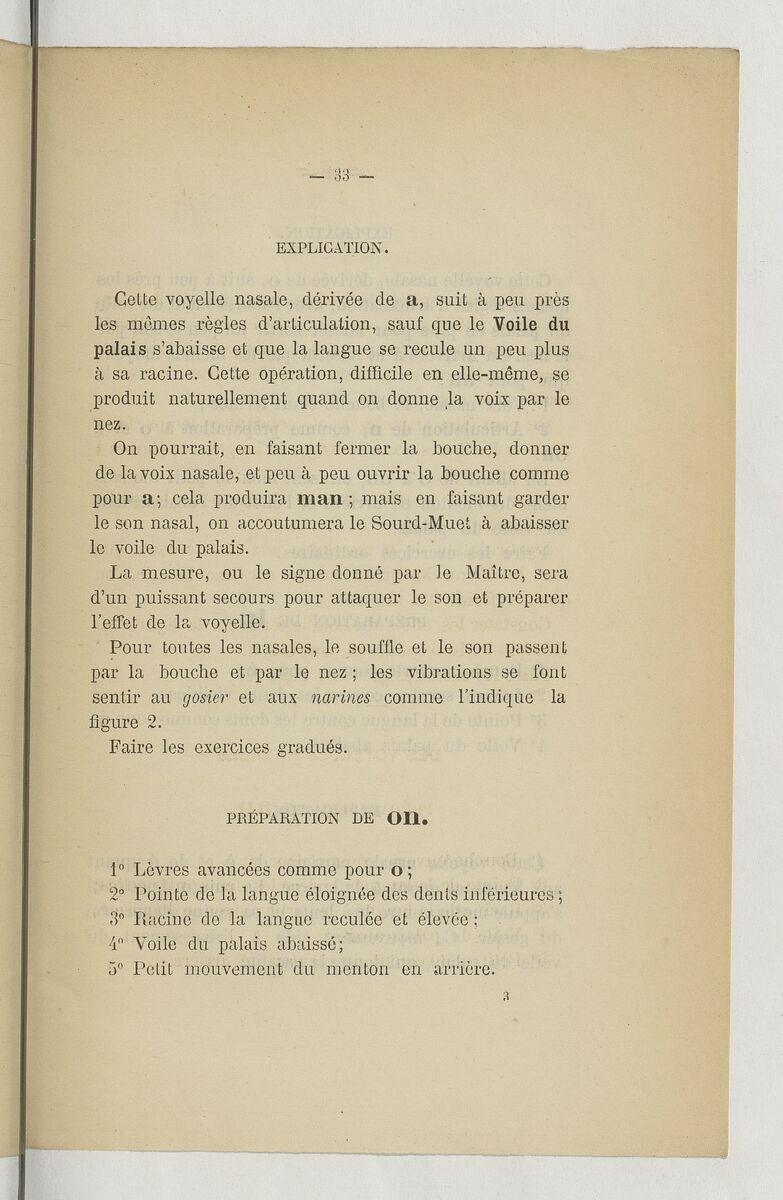 — 33 —
EXPLICATION.
Cette voyelle nasale, dérivée de a, suit à peu près
les mêmes règles d'articulation, sauf que le Voile du
palais s'abaisse et que la langue se recule un peu plus
à sa racine. Cette opération, difficile en elle-même, se
produit naturellement quand on donne la voix par le
nez.
On pourrait, en faisant fermer la bouche, donner
de la voix nasale, et peu à peu ouvrir la bouche comme
pour a; cela produira man ; mais en faisant garder
le son nasal, on accoutumera le Sourd-Muet à abaisser
le voile du palais.
La mesure, ou le signe donné par le Maître, sera
d'un puissant secours pour attaquer le son et préparer
l'effet de la voyelle.
Pour toutes les nasales, le souffle et le son passent
par la bouche et par le nez ; les vibrations se font
sentir au gosier et aux narines comme l'indique la
figure 2.
Faire les exercices gradués.
PRÉPARATION DE on.
1° Lèvres avancées comme pour o ;
2° Pointe de la langue éloignée des dents inférieures ;
3° Racine de la langue reculée et élevée ;
4° Voile du palais abaissé;
5° Petit mouvement du menton en arrière.
3